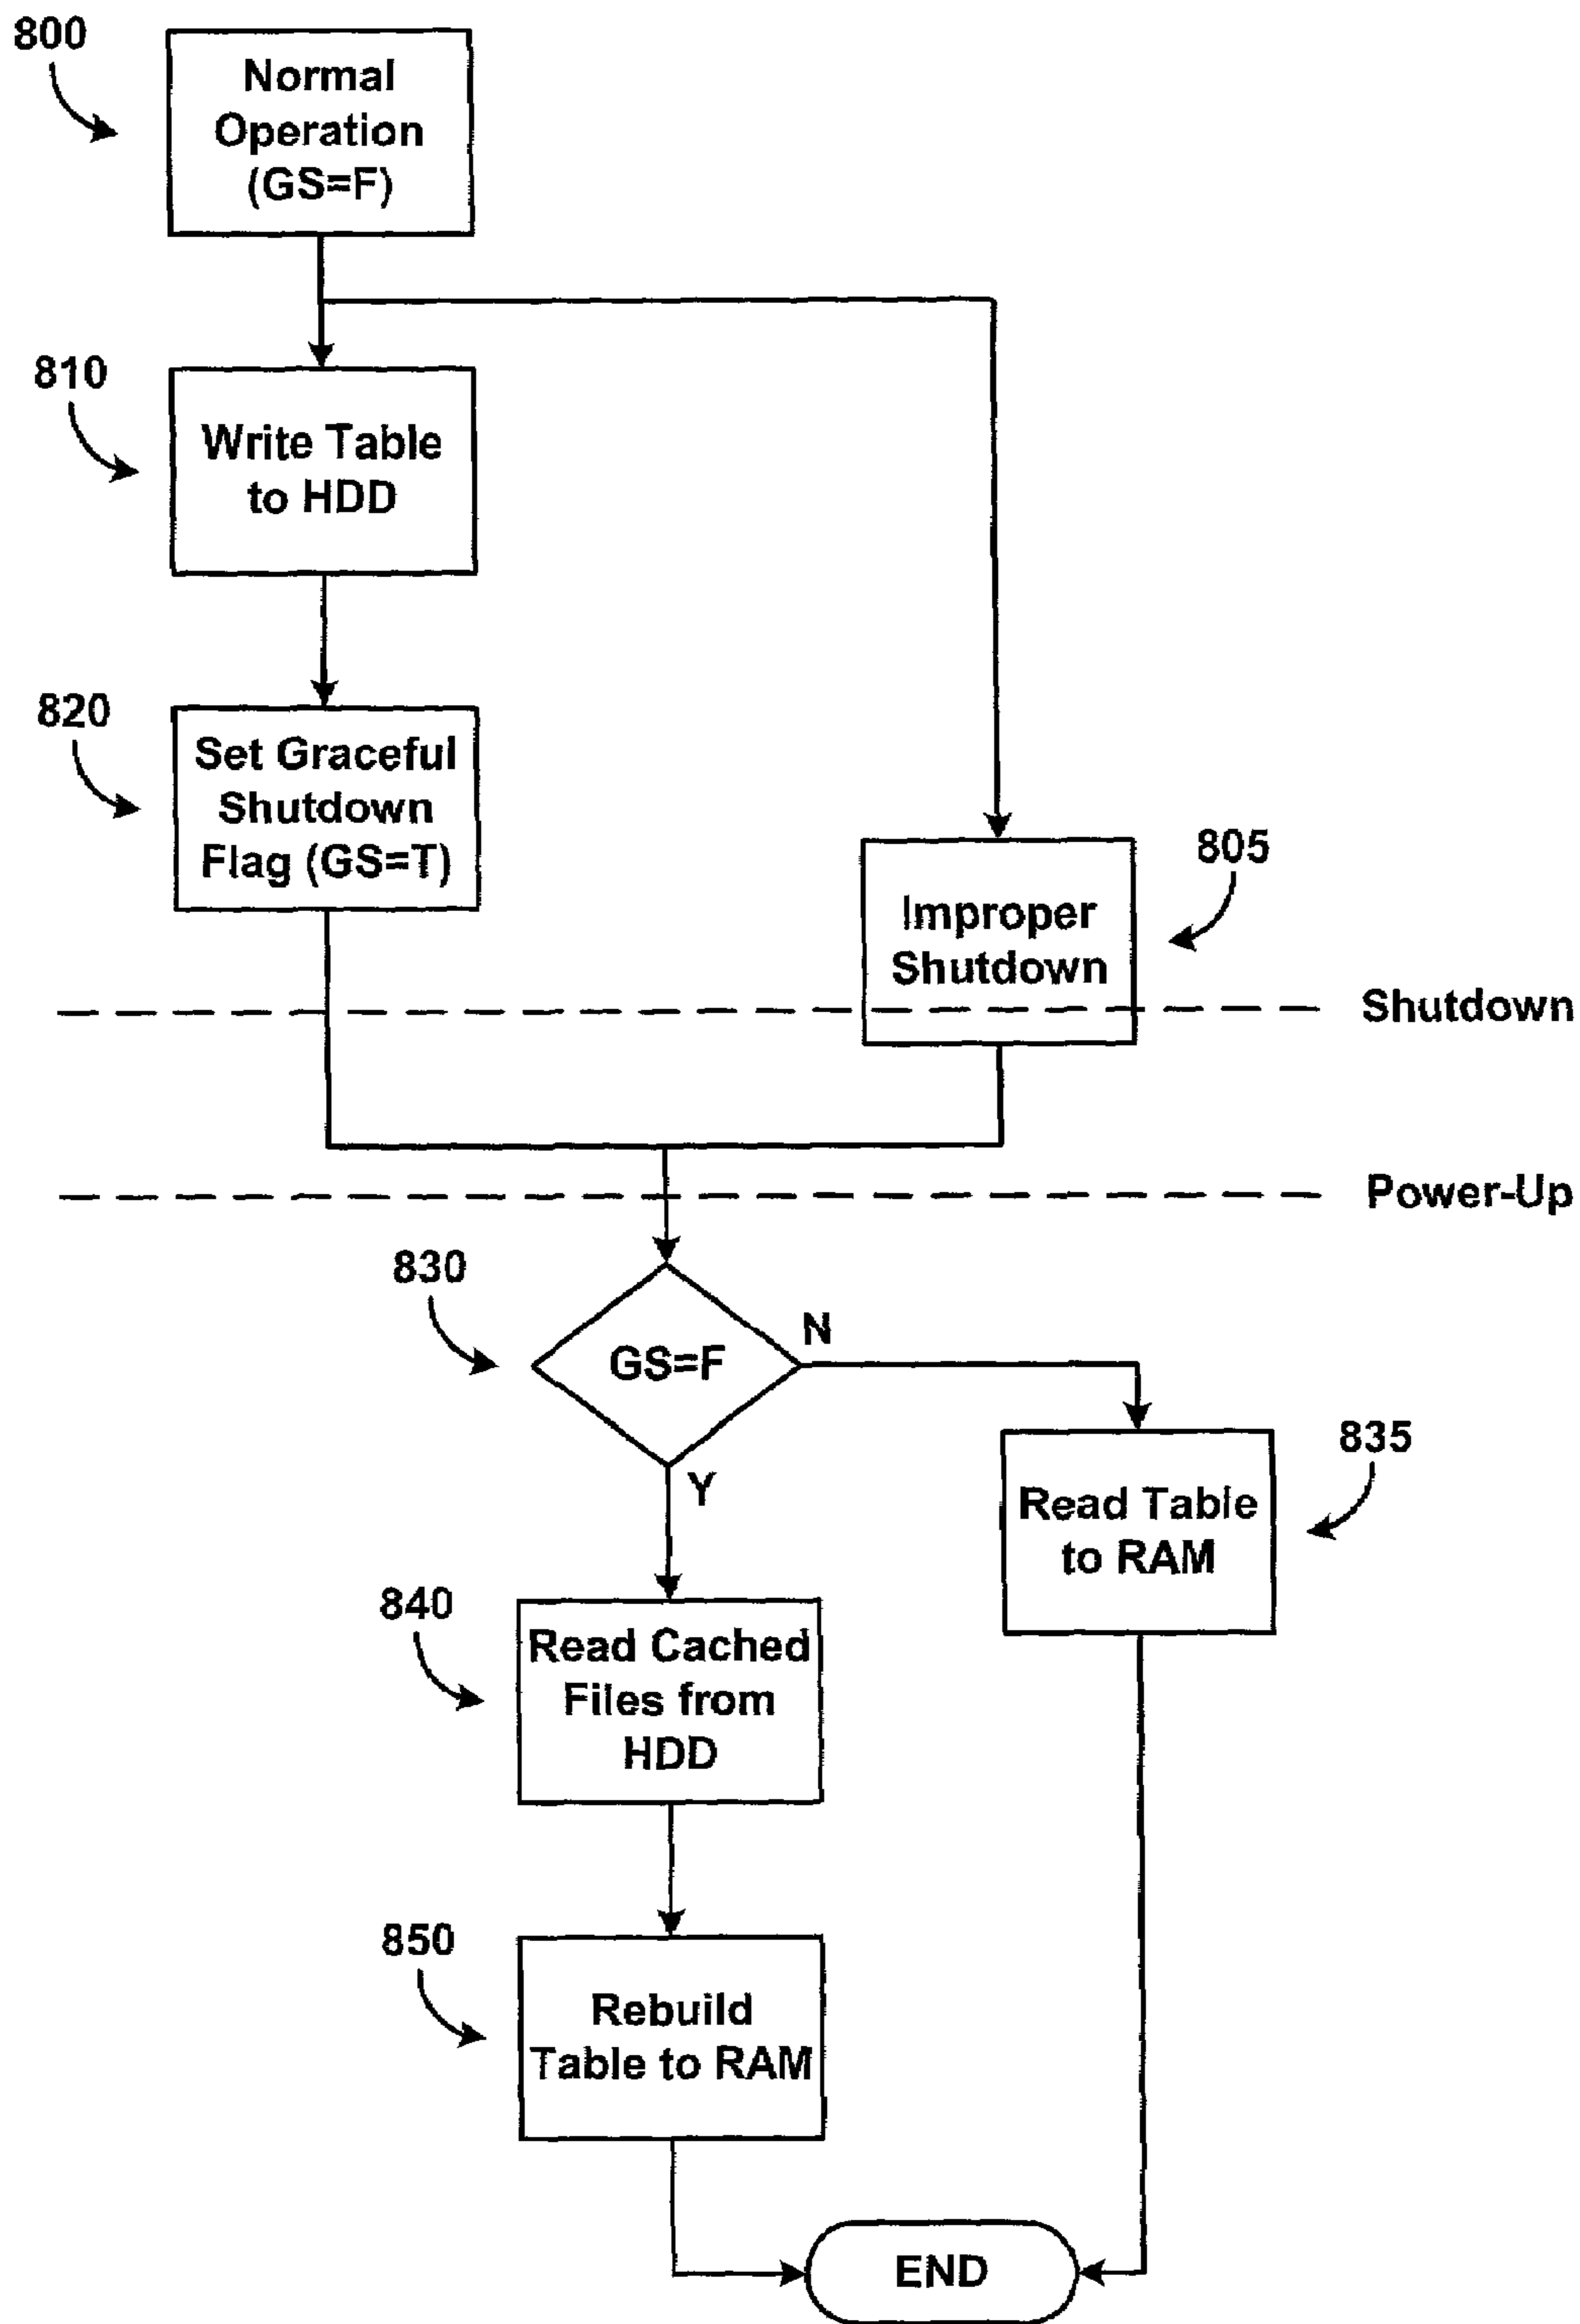 800
Normal
Operation
(GS=F)
810
Write Table
to HDD
820
Set Graceful
Shutdown
Flag (GS=T)
805
Improper
Shutdown
Shutdown
Power-Up
830
GS=F
N
Y
835
Read Table
to RAM
840
Read Cached
Files from
HDD
850
Rebuild
Table to RAM
END